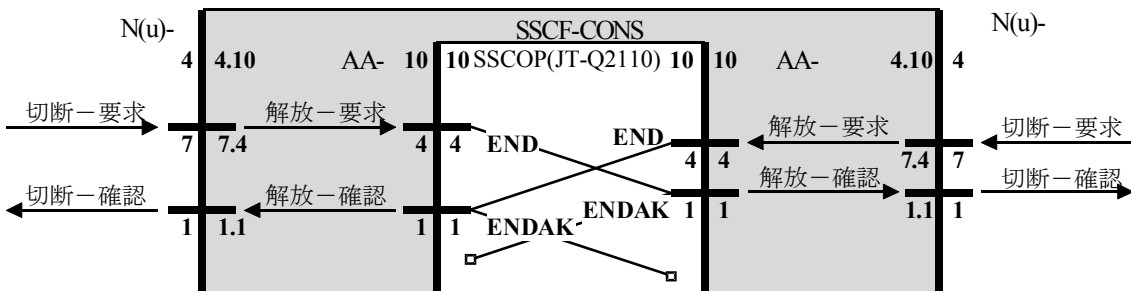 N(u)- SSCF-CONS N(u)-
4 4.10 AA- 10 10 SSCOP(JT-Q2110) 10 10 AA- 4.10 4
切断－要求 解放－要求 END END 解放－要求 切断－要求
7 7.4 4 4 4 4 7.4 7
切断－確認 解放－確認 ENDAK ENDAK 解放－確認 切断－確認
1 1.1 1 1 1 1 1.1 1